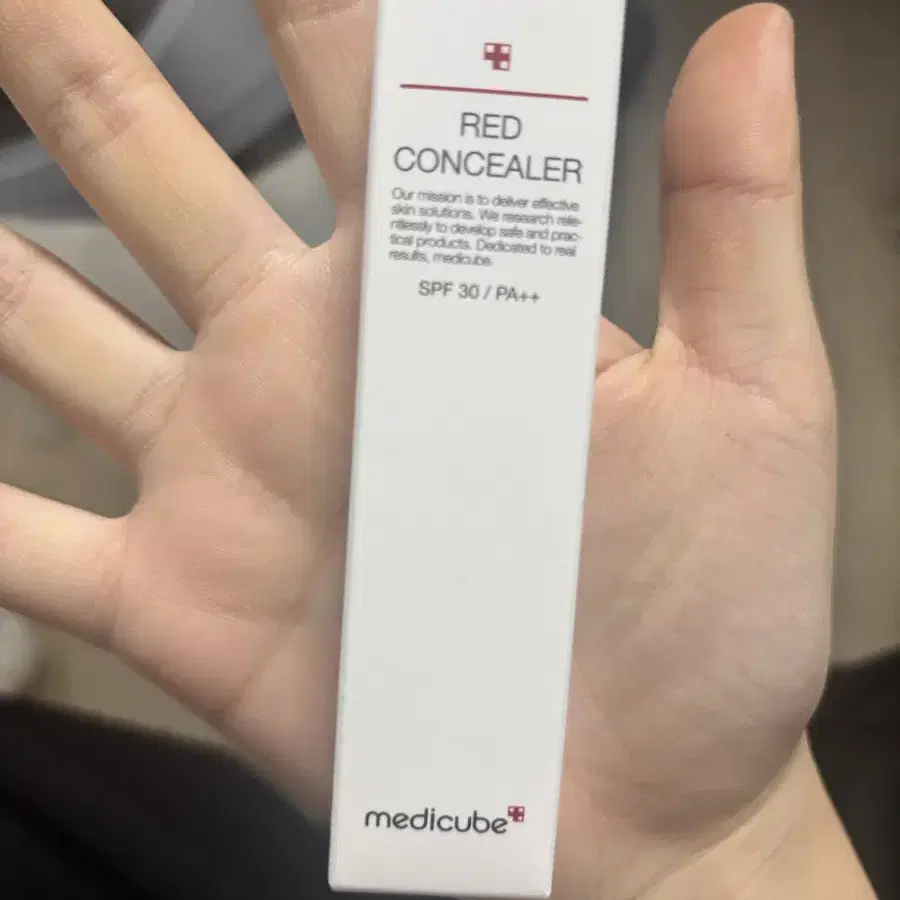 RED
CONCEALER
Our mission is to deliver effective
skin solutions. We research rele-
ntlessly to develop safe and prac-
tical products. Dedicated to real
results, medicube.
SPF 30 / PA++
medicube